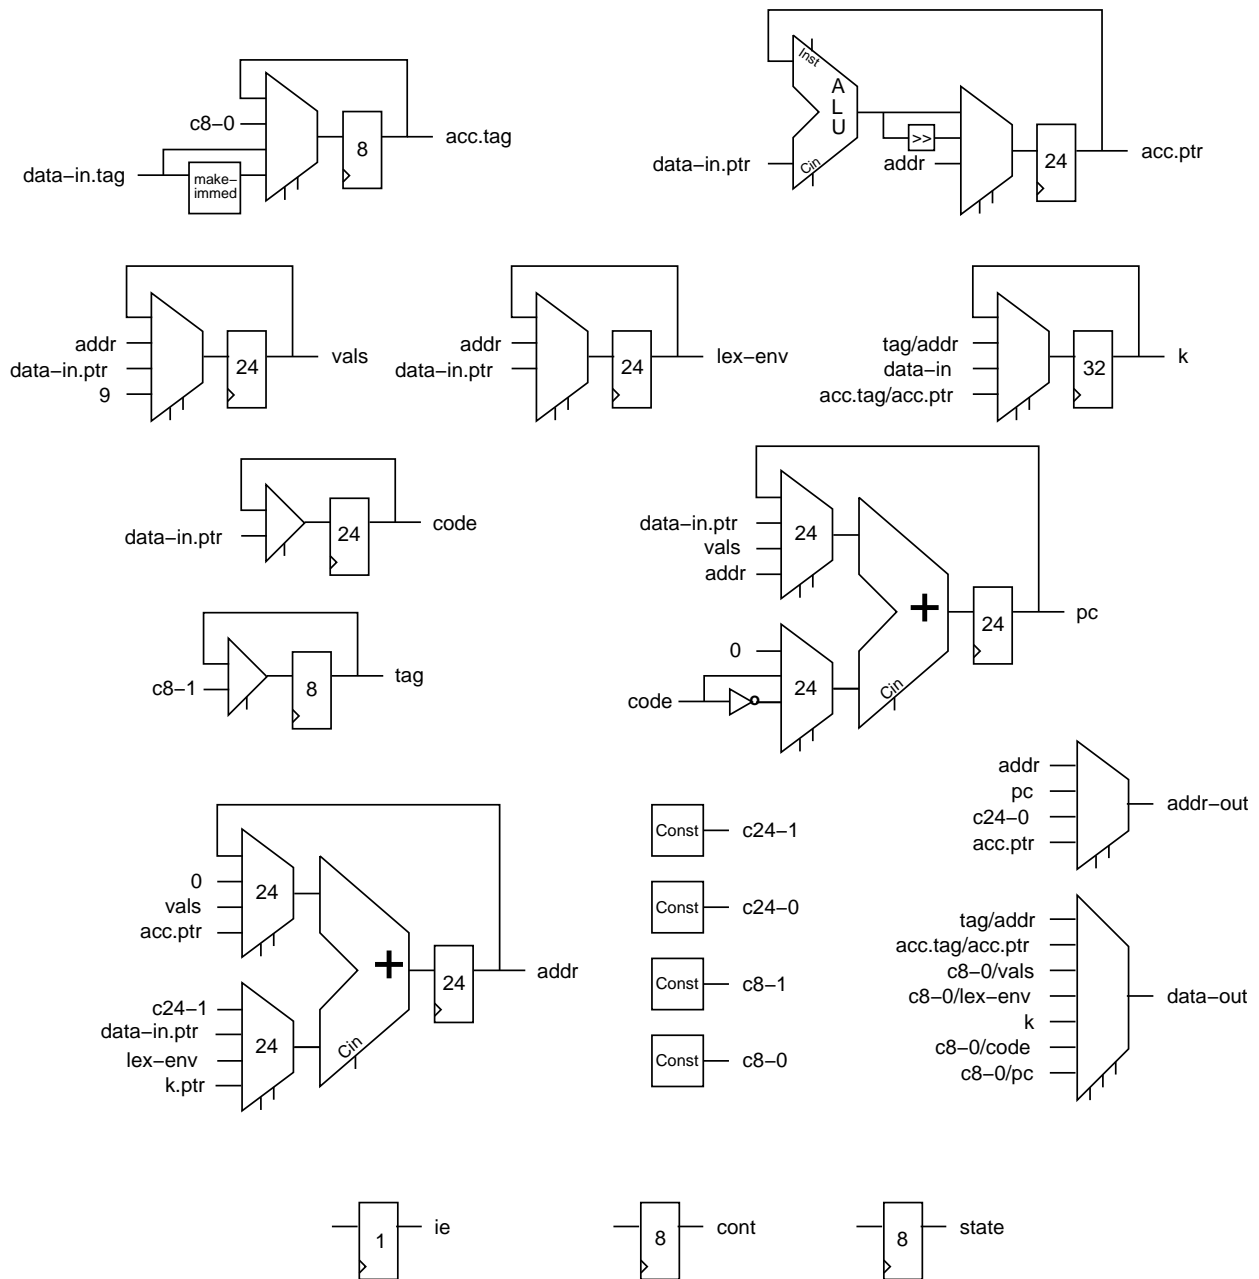 c8−0
data−in.tag
make−
immed
8
acc.tag
Inst
A
L
U
Cin
data−in.ptr
>>
addr
24
acc.ptr
addr
data−in.ptr
9
24
vals
addr
data−in.ptr
24
lex−env
tag/addr
data−in
acc.tag/acc.ptr
32
k
data−in.ptr
24
code
c8−1
8
tag
data−in.ptr
vals
addr
24
0
code
24
+
Cin
24
pc
0
vals
acc.ptr
24
c24−1
data−in.ptr
lex−env
k.ptr
24
+
Cin
24
addr
Const
c24−1
Const
c24−0
Const
c8−1
Const
c8−0
addr
pc
c24−0
acc.ptr
addr−out
tag/addr
acc.tag/acc.ptr
c8−0/vals
c8−0/lex−env
k
c8−0/code
c8−0/pc
data−out
1
ie
8
cont
8
state